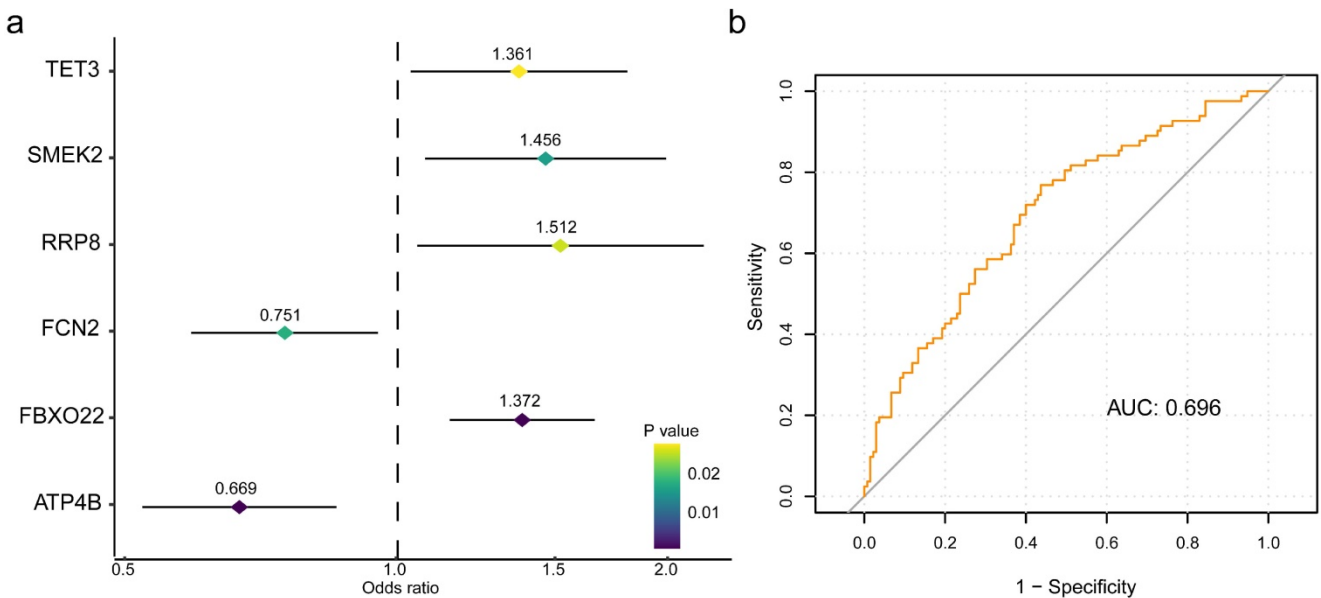 a
TET3
1.361
SMEK2
1.456
RRP8
1.512
FCN2
0.751
FBXO22
1.372
ATP4B
0.669
P value
0.02
0.01
0.5 1.0 1.5 2.0
Odds ratio
b
1.0
0.8
0.6
0.4
0.2
0.0
Sensitivity
AUC: 0.696
0.0 0.2 0.4 0.6 0.8 1.0
1 − Specificity